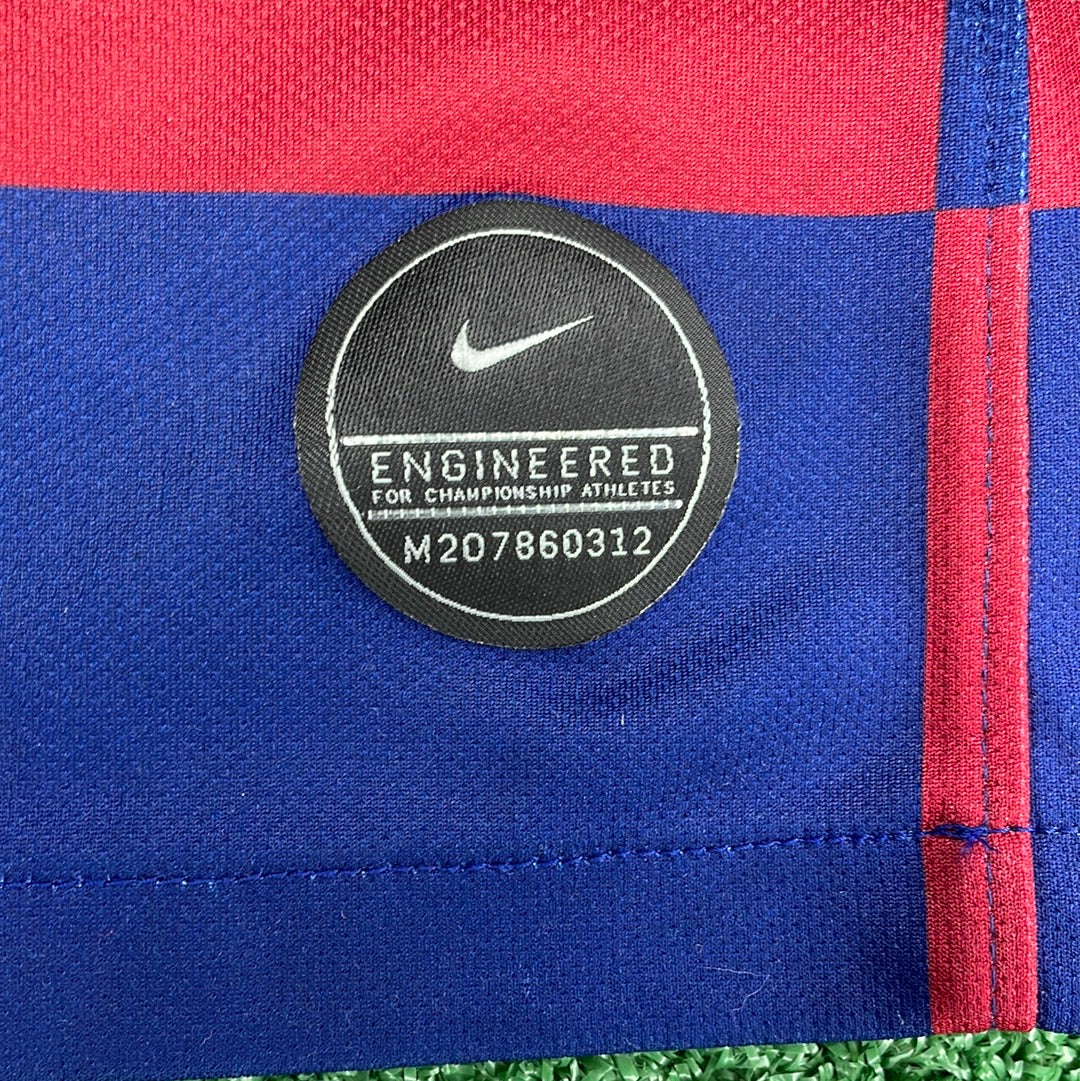 ENGINEERED
FOR CHAMPIONSHIP ATHLETES
M207860312